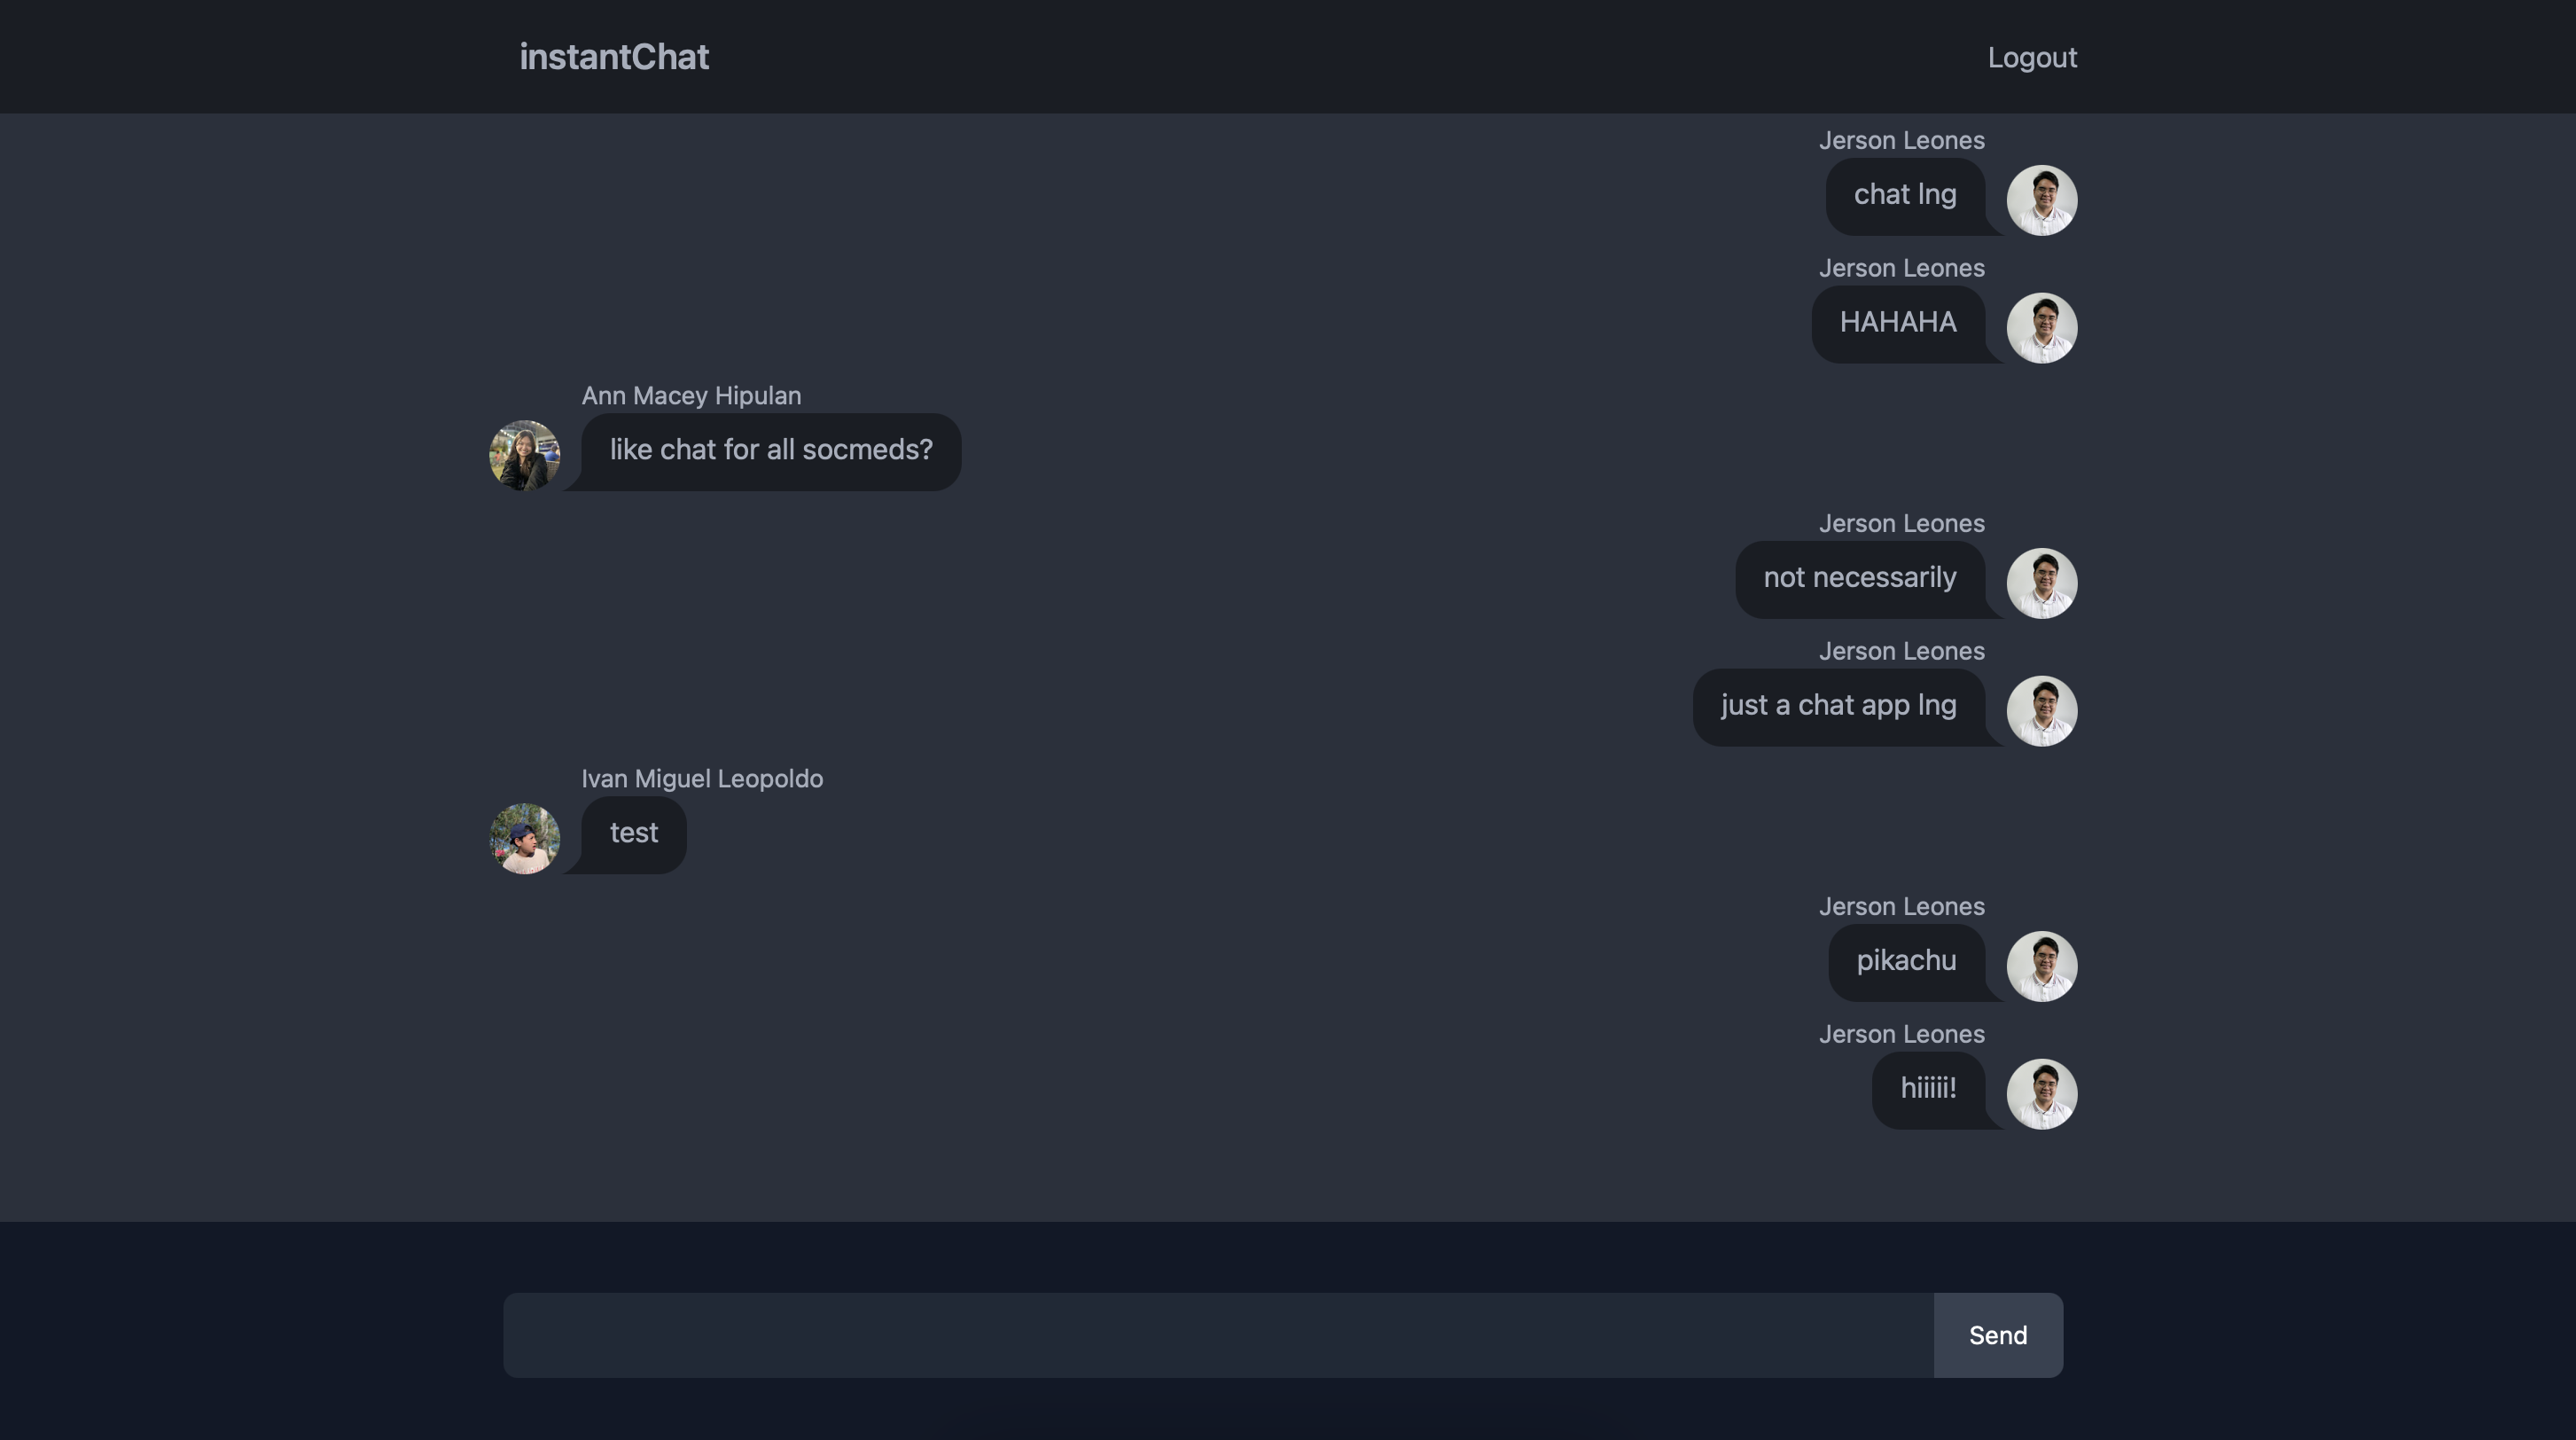 instantChat
Logout
Jerson Leones
chat lng
Jerson Leones
HAHAHA
Ann Macey Hipulan
like chat for all socmeds?
Jerson Leones
not necessarily
Jerson Leones
just a chat app lng
Ivan Miguel Leopoldo
test
Jerson Leones
pikachu
Jerson Leones
hiiiii!
Send